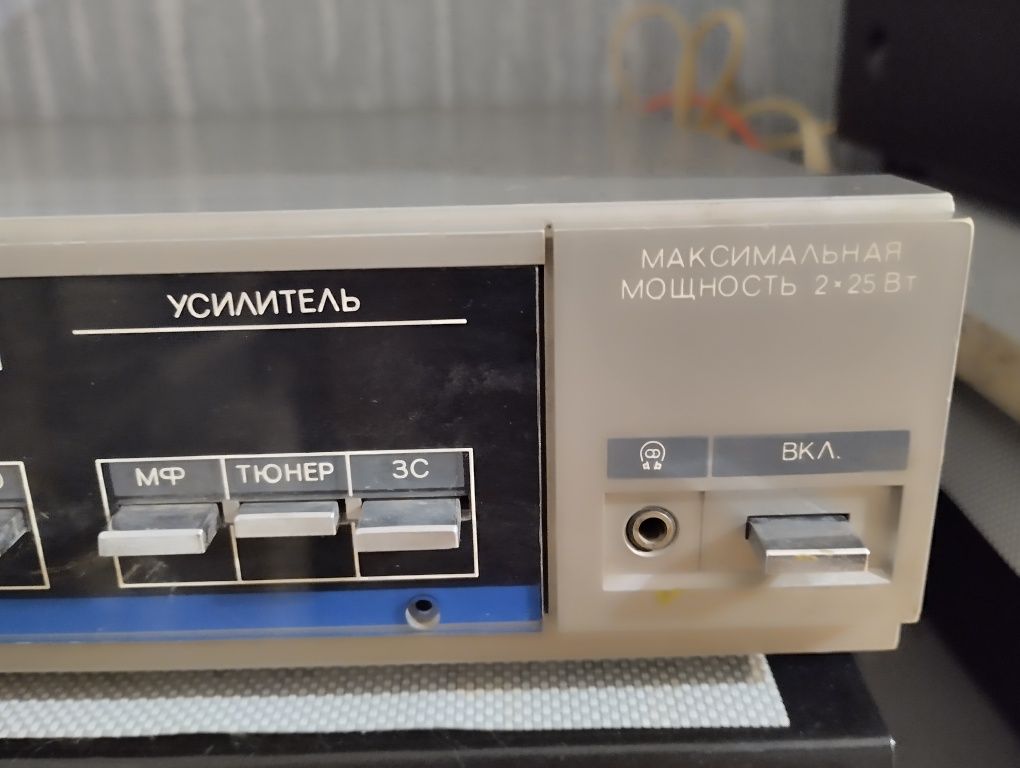 МАКСИМАЛЬНАЯ
МОЩНОСТЬ 2×25 Вт
УСИЛИТЕЛЬ
МФ ТЮНЕР ЗС
ВКЛ.